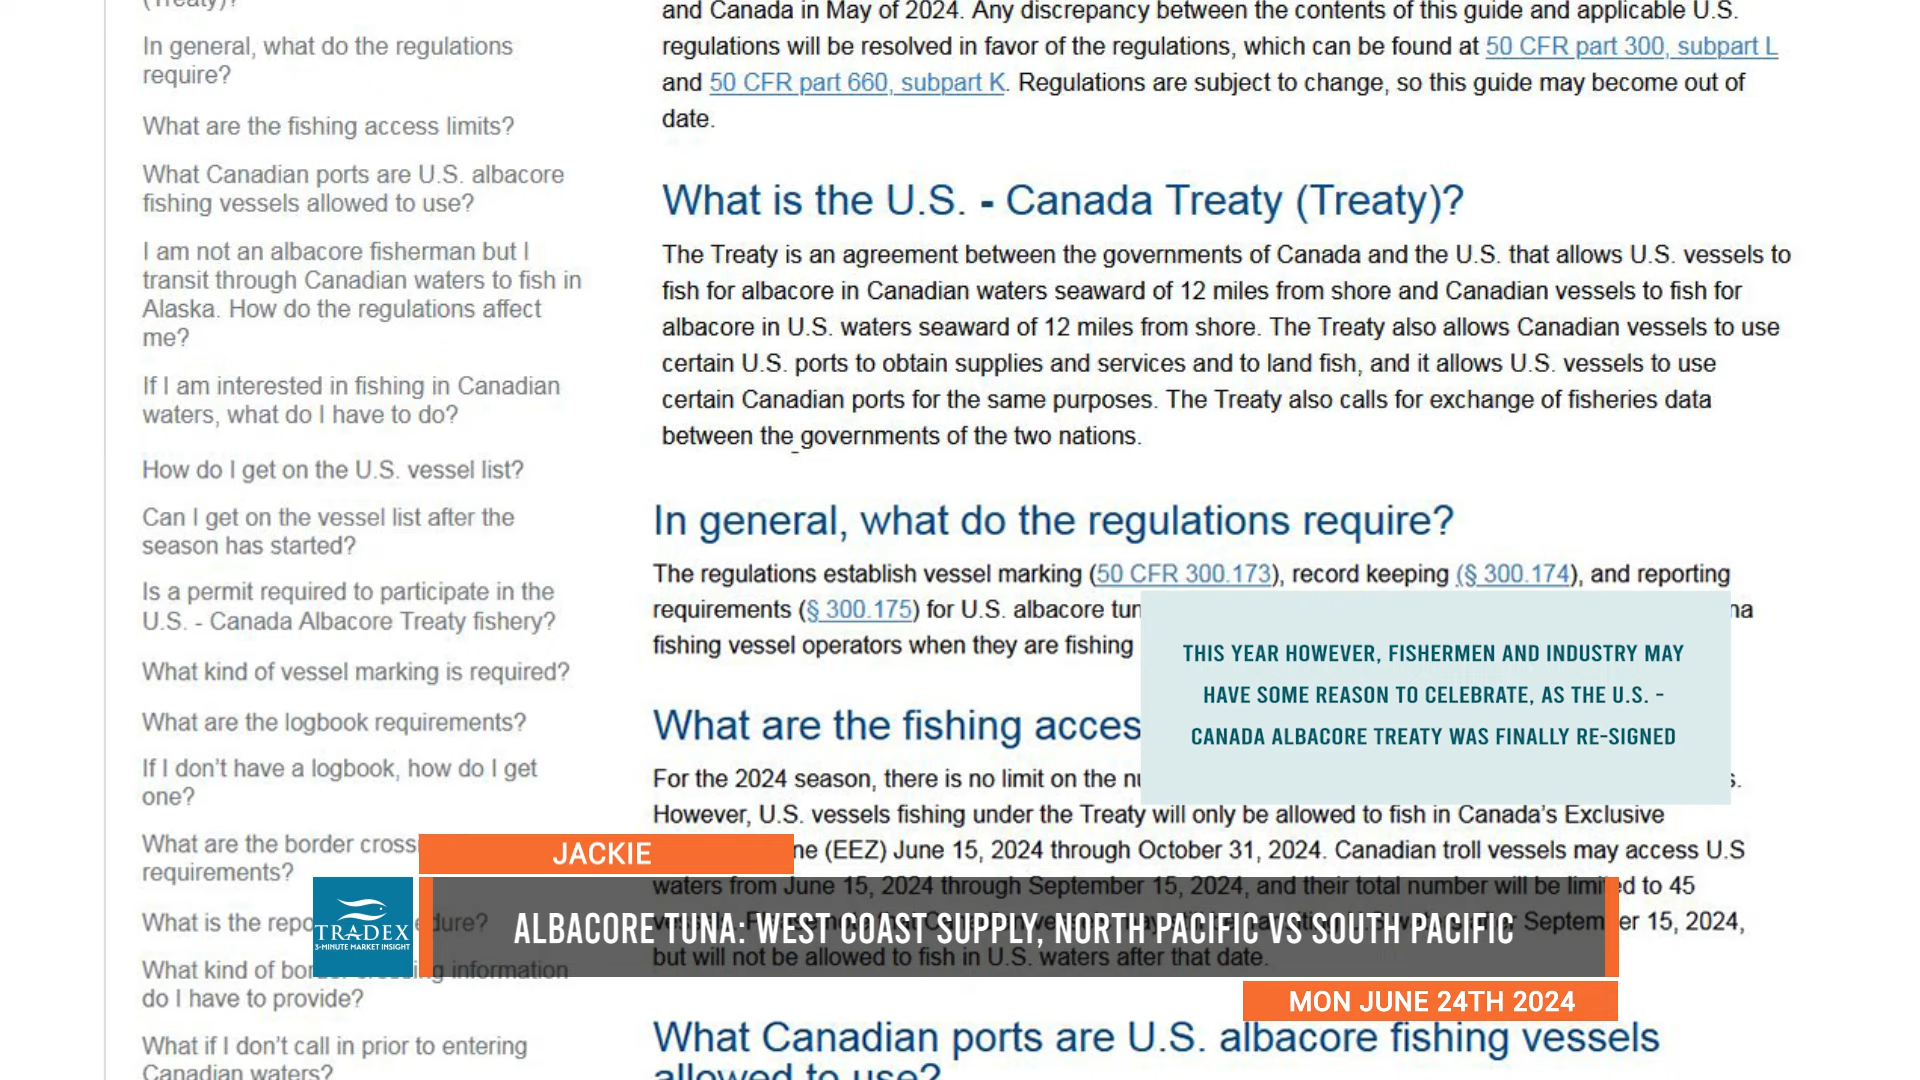 (Treaty)?
In general, what do the regulations
require?
What are the fishing access limits?
What Canadian ports are U.S. albacore
fishing vessels allowed to use?
I am not an albacore fisherman but I
transit through Canadian waters to fish in
Alaska. How do the regulations affect
me?
If I am interested in fishing in Canadian
waters, what do I have to do?
How do I get on the U.S. vessel list?
Can I get on the vessel list after the
season has started?
Is a permit required to participate in the
U.S. - Canada Albacore Treaty fishery?
What kind of vessel marking is required?
What are the logbook requirements?
If I don't have a logbook, how do I get
one?
What are the border cross
requirements?
What is the repo dure?
What kind of bor g information
do I have to provide?
What if I don't call in prior to entering
Canadian waters?
and Canada in May of 2024. Any discrepancy between the contents of this guide and applicable U.S.
regulations will be resolved in favor of the regulations, which can be found at 50 CFR part 300, subpart L
and 50 CFR part 660, subpart K. Regulations are subject to change, so this guide may become out of
date.
What is the U.S. - Canada Treaty (Treaty)?
The Treaty is an agreement between the governments of Canada and the U.S. that allows U.S. vessels to
fish for albacore in Canadian waters seaward of 12 miles from shore and Canadian vessels to fish for
albacore in U.S. waters seaward of 12 miles from shore. The Treaty also allows Canadian vessels to use
certain U.S. ports to obtain supplies and services and to land fish, and it allows U.S. vessels to use
certain Canadian ports for the same purposes. The Treaty also calls for exchange of fisheries data
between the governments of the two nations.
In general, what do the regulations require?
The regulations establish vessel marking (50 CFR 300.173), record keeping (§ 300.174), and reporting
requirements (§ 300.175) for U.S. albacore tun na
fishing vessel operators when they are fishing
What are the fishing acces
For the 2024 season, there is no limit on the nu s.
However, U.S. vessels fishing under the Treaty will only be allowed to fish in Canada's Exclusive
ne (EEZ) June 15, 2024 through October 31, 2024. Canadian troll vessels may access U.S
waters from June 15, 2024 through September 15, 2024, and their total number will be limited to 45
September 15, 2024,
but will not be allowed to fish in U.S. waters after that date.
What Canadian ports are U.S. albacore fishing vessels
allowed to use?
THIS YEAR HOWEVER, FISHERMEN AND INDUSTRY MAY
HAVE SOME REASON TO CELEBRATE, AS THE U.S. -
CANADA ALBACORE TREATY WAS FINALLY RE-SIGNED
JACKIE
TRADEX
3-MINUTE MARKET INSIGHT
ALBACORE TUNA: WEST COAST SUPPLY, NORTH PACIFIC VS SOUTH PACIFIC
MON JUNE 24TH 2024